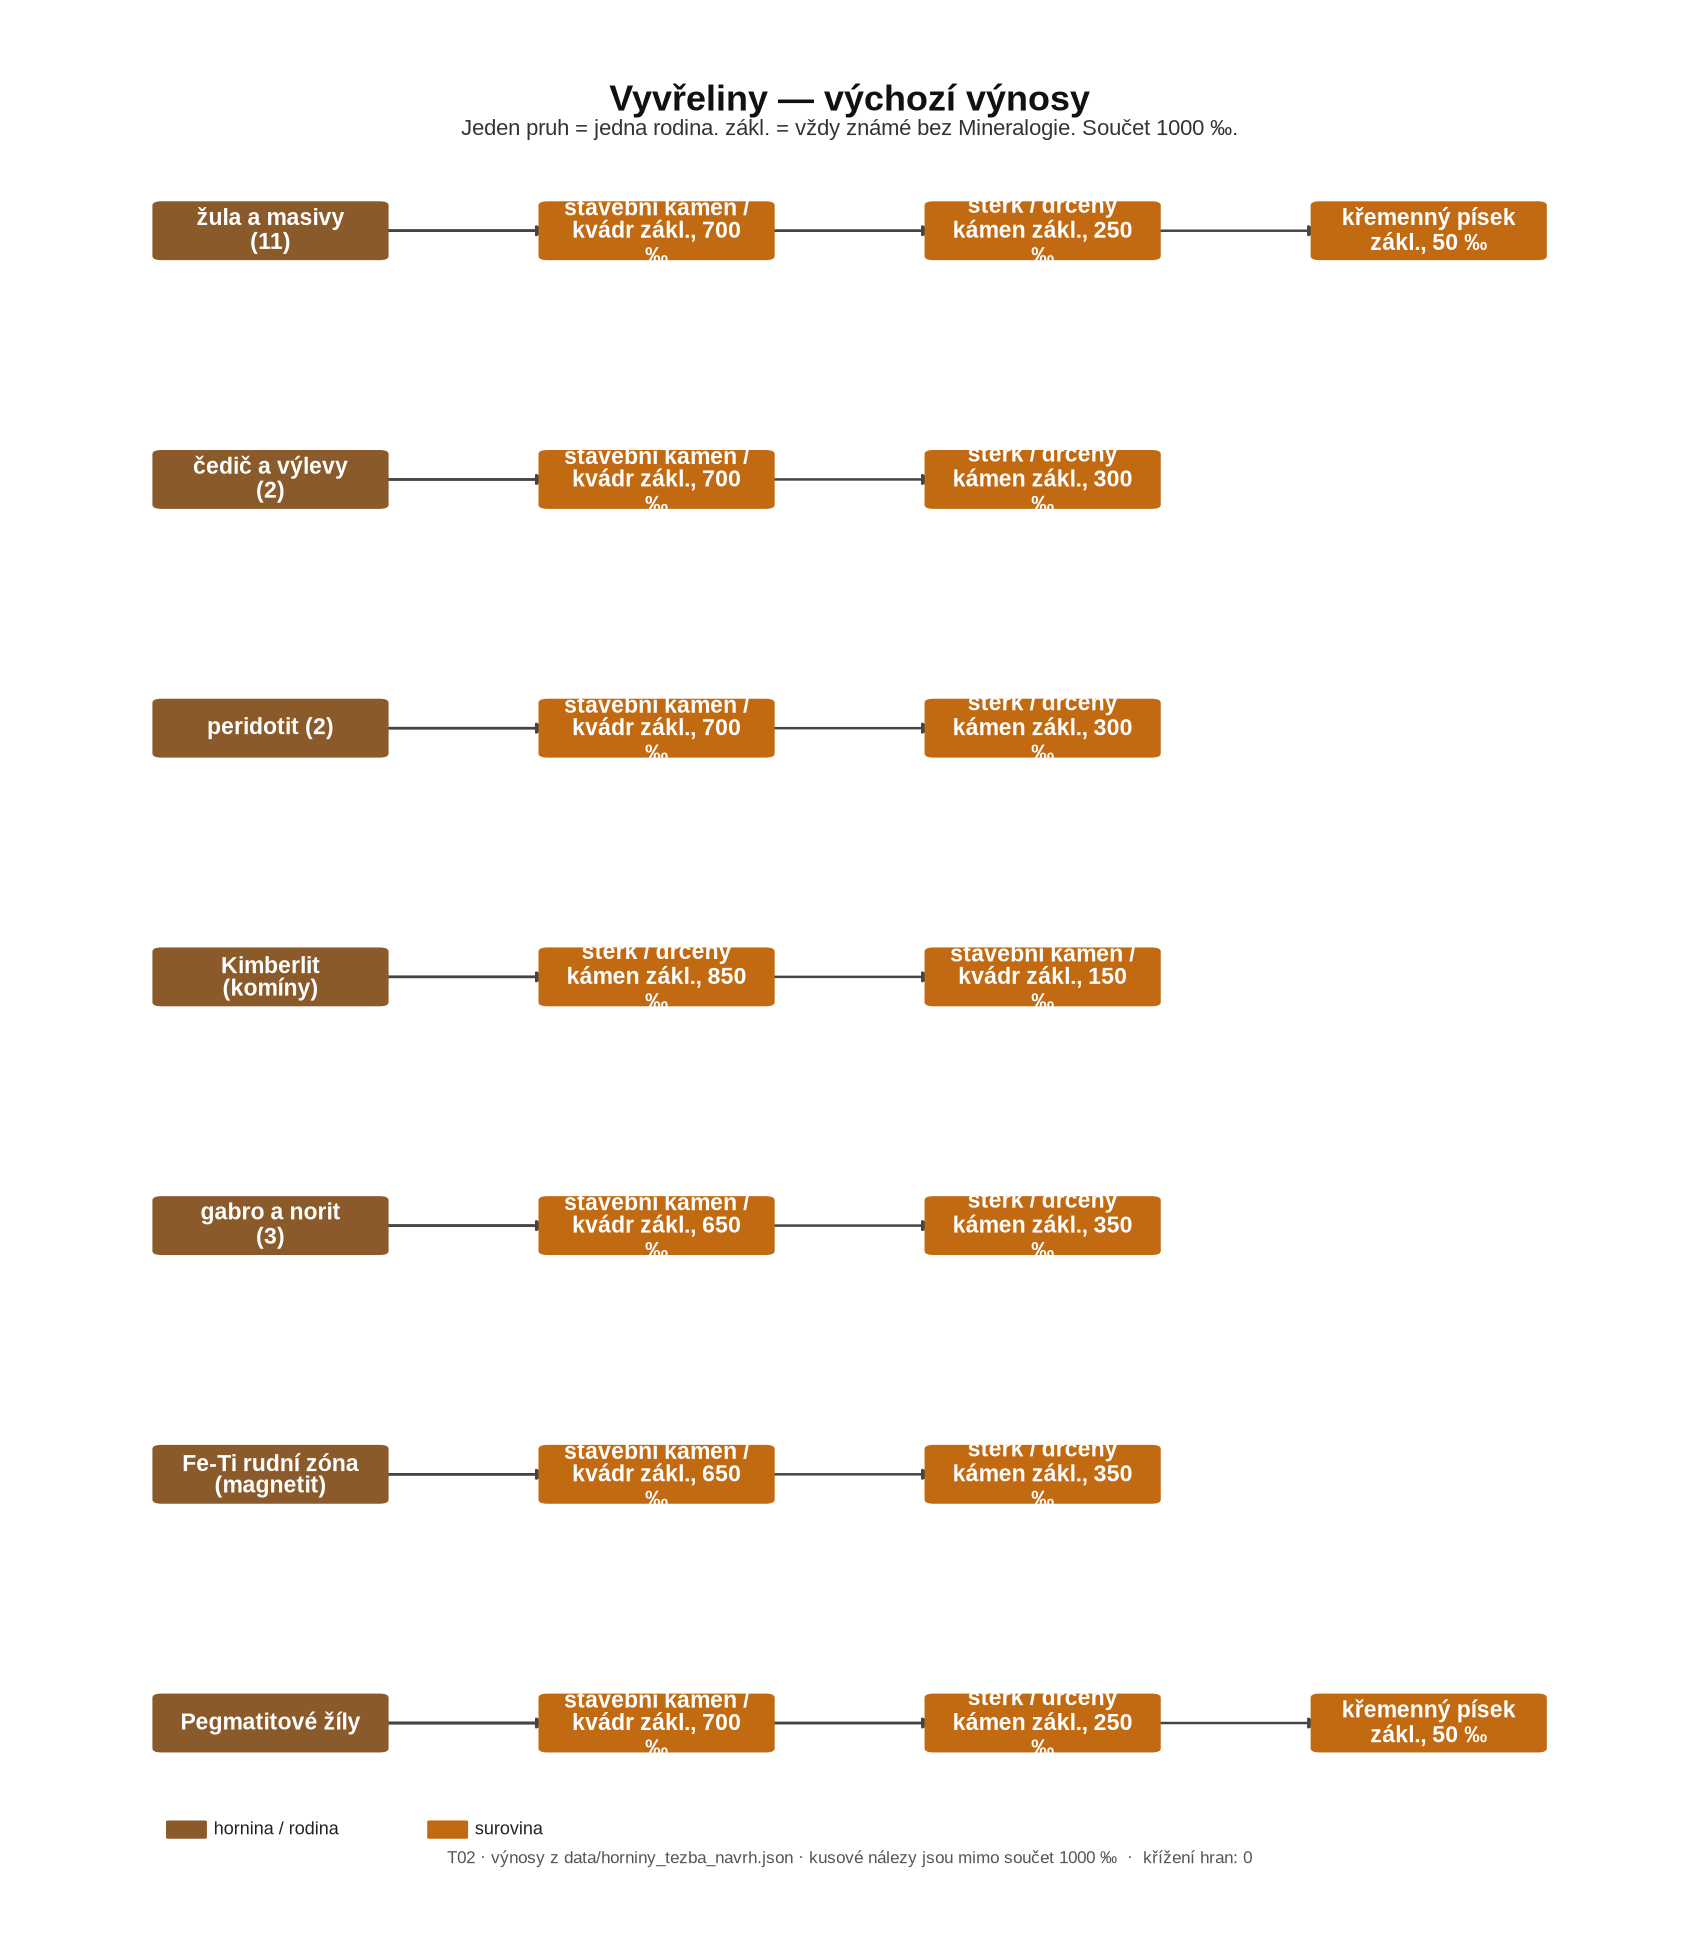 Vyvřeliny — výchozí výnosy
Jeden pruh = jedna rodina. zákl. = vždy známé bez Mineralogie. Součet 1000 ‰.
žula a masivy
(11)
stavební kámen /
kvádr zákl., 700
‰
štěrk / drcený
kámen zákl., 250
‰
křemenný písek
zákl., 50 ‰
čedič a výlevy
(2)
stavební kámen /
kvádr zákl., 700
‰
štěrk / drcený
kámen zákl., 300
‰
peridotit (2)
stavební kámen /
kvádr zákl., 700
‰
štěrk / drcený
kámen zákl., 300
‰
Kimberlit
(komíny)
štěrk / drcený
kámen zákl., 850
‰
stavební kámen /
kvádr zákl., 150
‰
gabro a norit
(3)
stavební kámen /
kvádr zákl., 650
‰
štěrk / drcený
kámen zákl., 350
‰
Fe-Ti rudní zóna
(magnetit)
stavební kámen /
kvádr zákl., 650
‰
štěrk / drcený
kámen zákl., 350
‰
Pegmatitové žíly
stavební kámen /
kvádr zákl., 700
‰
štěrk / drcený
kámen zákl., 250
‰
křemenný písek
zákl., 50 ‰
hornina / rodina
surovina
T02 · výnosy z data/horniny_tezba_navrh.json · kusové nálezy jsou mimo součet 1000 ‰ · křížení hran: 0